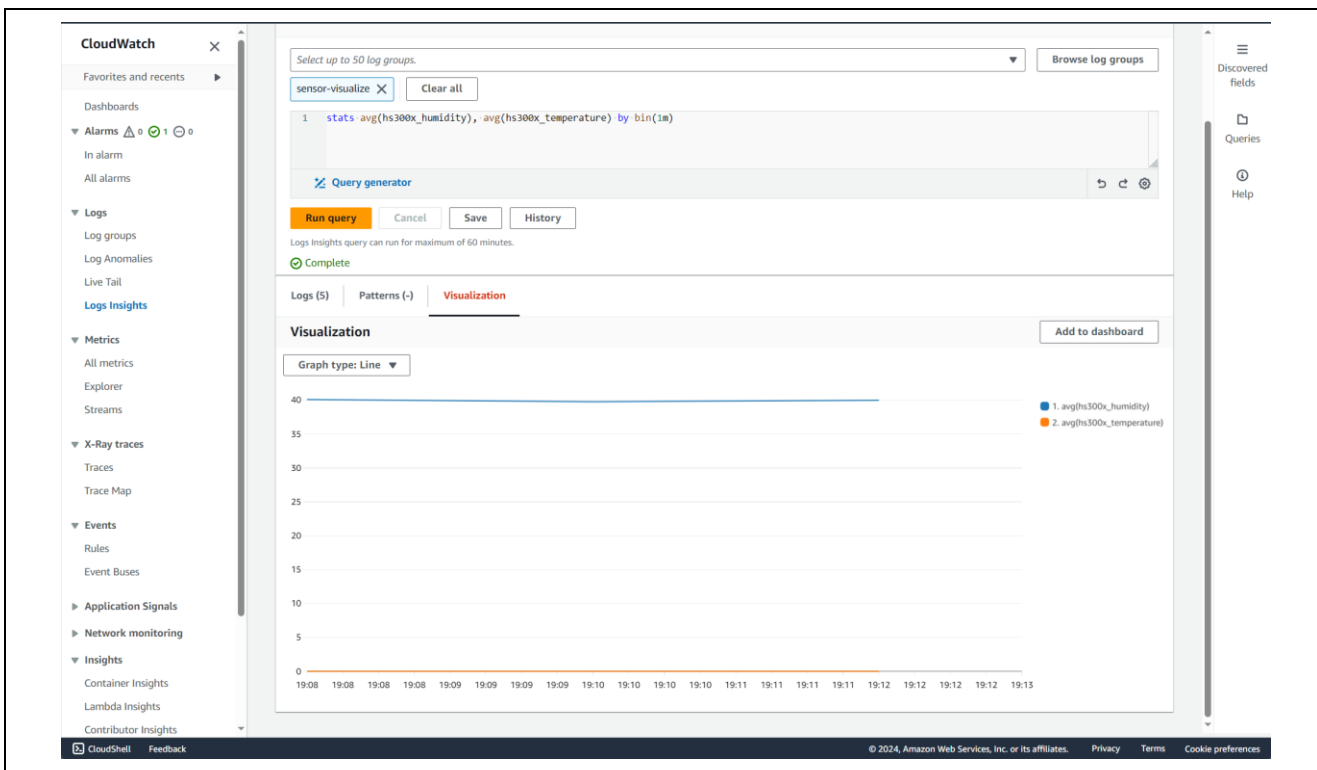 CloudWatch
Favorites and recents
Dashboards
Alarms 0 1 0
In alarm
All alarms
Logs
Log groups
Log Anomalies
Live Tail
Logs Insights
Metrics
All metrics
Explorer
Streams
X-Ray traces
Traces
Trace Map
Events
Rules
Event Buses
Application Signals
Network monitoring
Insights
Container Insights
Lambda Insights
Contributor Insights
Select up to 50 log groups.
Browse log groups
sensor-visualize
Clear all
1 stats avg(hs300x_humidity), avg(hs300x_temperature) by bin(1m)
Query generator
Run query Cancel Save History
Logs Insights query can run for maximum of 60 minutes.
Complete
Logs (5) Patterns (-) Visualization
Visualization
Add to dashboard
Graph type: Line
40
35
30
25
20
15
10
5
0
19:08 19:08 19:08 19:08 19:09 19:09 19:09 19:09 19:10 19:10 19:10 19:10 19:11 19:11 19:11 19:11 19:12 19:12 19:12 19:12 19:13
1. avg(hs300x_humidity)
2. avg(hs300x_temperature)
Discovered
fields
Queries
Help
CloudShell Feedback
© 2024, Amazon Web Services, Inc. or its affiliates. Privacy Terms Cookie preferences